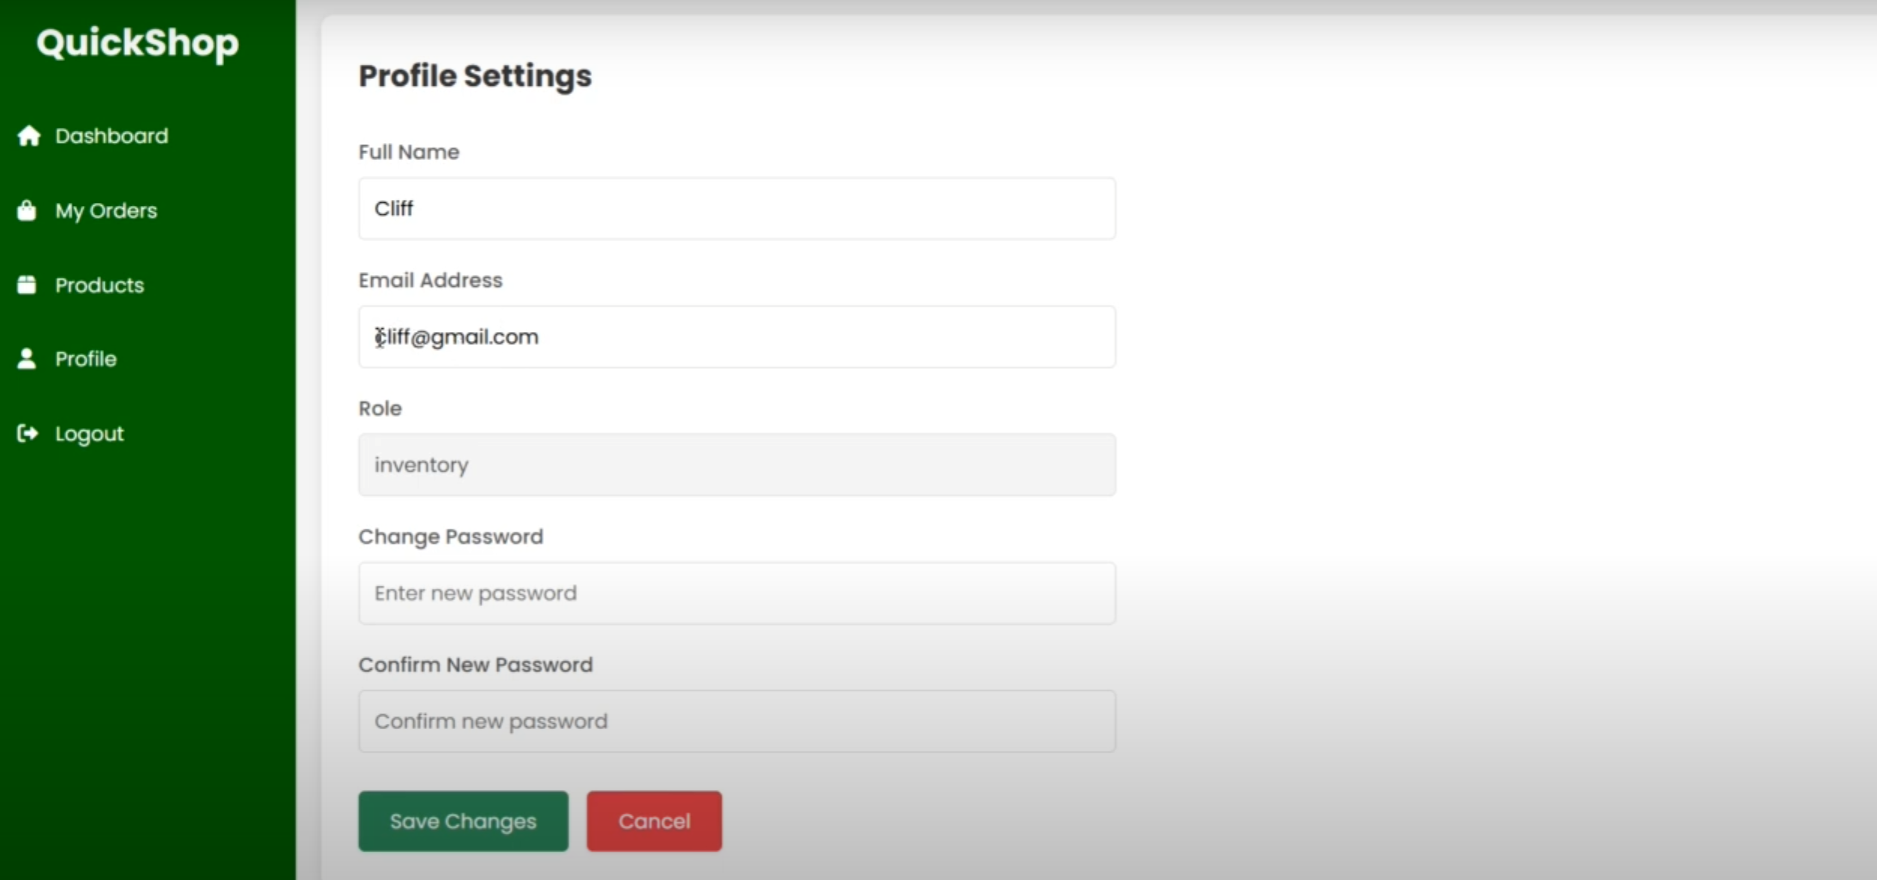 QuickShop
Dashboard
My Orders
Products
Profile
Logout
Profile Settings
Full Name
Cliff
Email Address
cliff@gmail.com
Role
inventory
Change Password
Enter new password
Confirm New Password
Confirm new password
Save Changes
Cancel